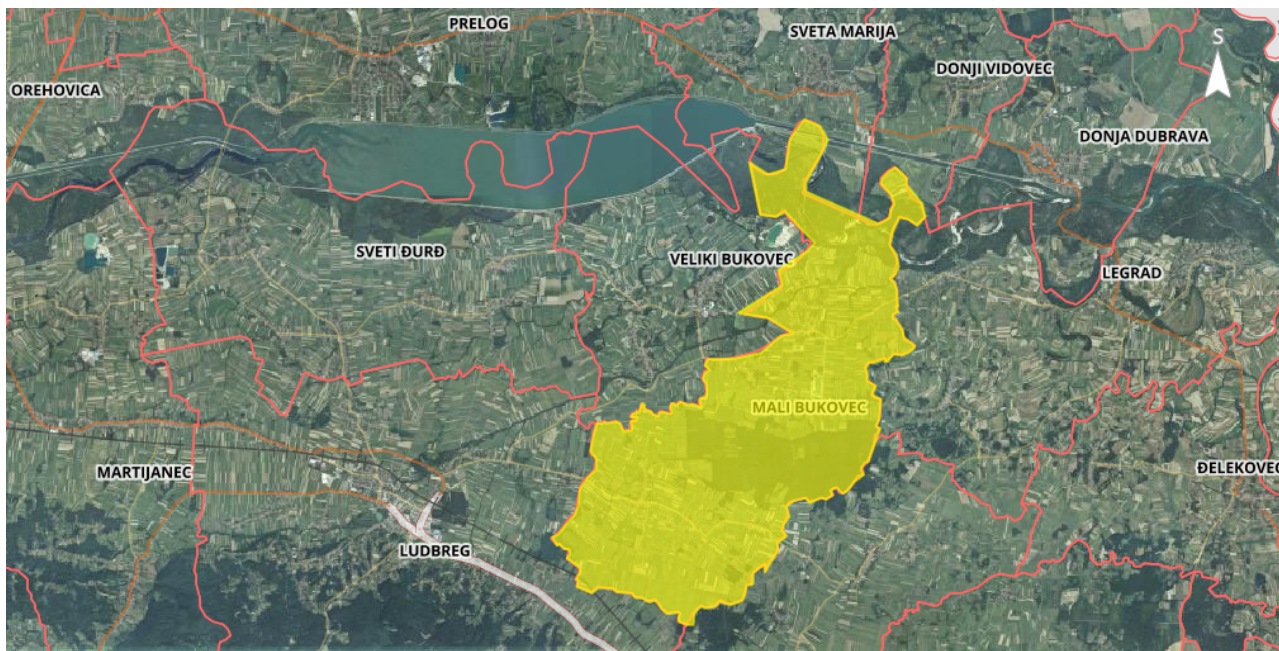 PRELOG
SVETA MARIJA
S
DONJI VIDOVEC
OREHOVICA
DONJA DUBRAVA
SVETI ĐURĐ
VELIKI BUKOVEC
LEGRAD
MALI BUKOVEC
MARTIJANEC
ĐELEKOVEC
LUDBREG